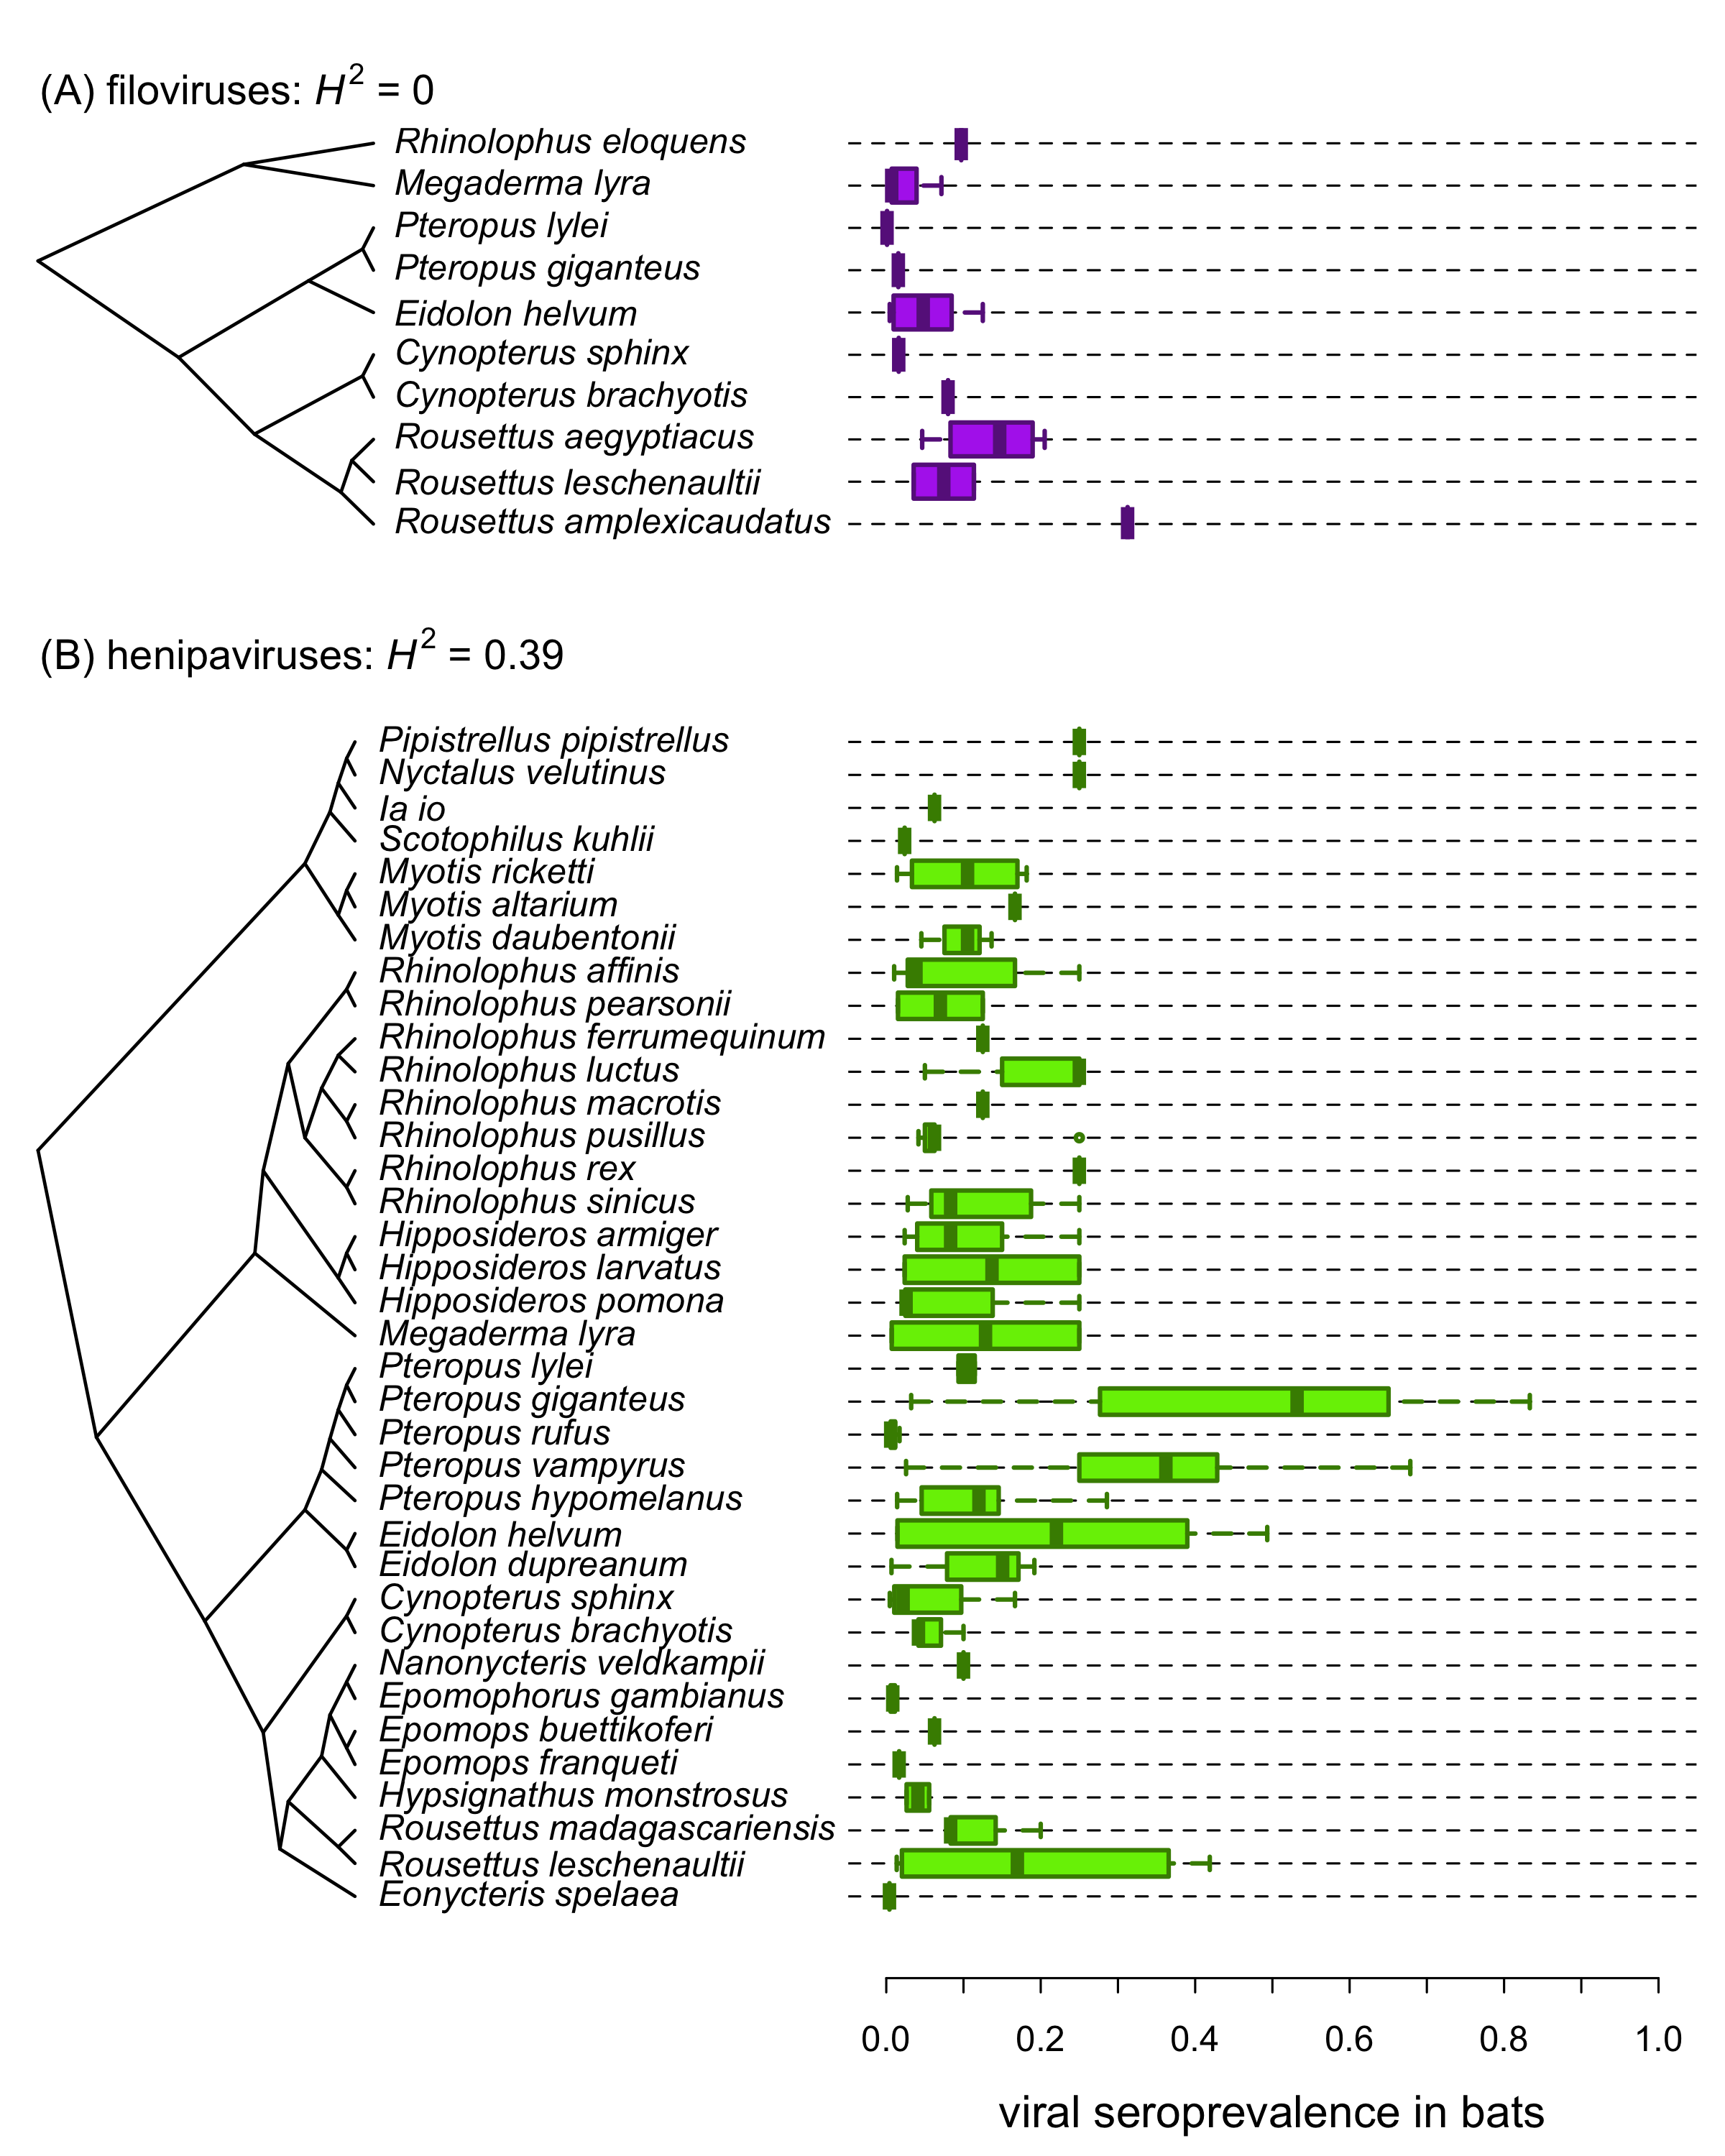 (A) filoviruses: H² = 0
Rhinolophus eloquens
Megaderma lyra
Pteropus lylei
Pteropus giganteus
Eidolon helvum
Cynopterus sphinx
Cynopterus brachyotis
Rousettus aegyptiacus
Rousettus leschenaultii
Rousettus amplexicaudatus
(B) henipaviruses: H² = 0.39
Pipistrellus pipistrellus
Nyctalus velutinus
Ia io
Scotophilus kuhlii
Myotis ricketti
Myotis altarium
Myotis daubentonii
Rhinolophus affinis
Rhinolophus pearsonii
Rhinolophus ferrumequinum
Rhinolophus luctus
Rhinolophus macrotis
Rhinolophus pusillus
Rhinolophus rex
Rhinolophus sinicus
Hipposideros armiger
Hipposideros larvatus
Hipposideros pomona
Megaderma lyra
Pteropus lylei
Pteropus giganteus
Pteropus rufus
Pteropus vampyrus
Pteropus hypomelanus
Eidolon helvum
Eidolon dupreanum
Cynopterus sphinx
Cynopterus brachyotis
Nanonycteris veldkampii
Epomophorus gambianus
Epomops buettikoferi
Epomops franqueti
Hypsignathus monstrosus
Rousettus madagascariensis
Rousettus leschenaultii
Eonycteris spelaea
0.0 0.2 0.4 0.6 0.8 1.0
viral seroprevalence in bats